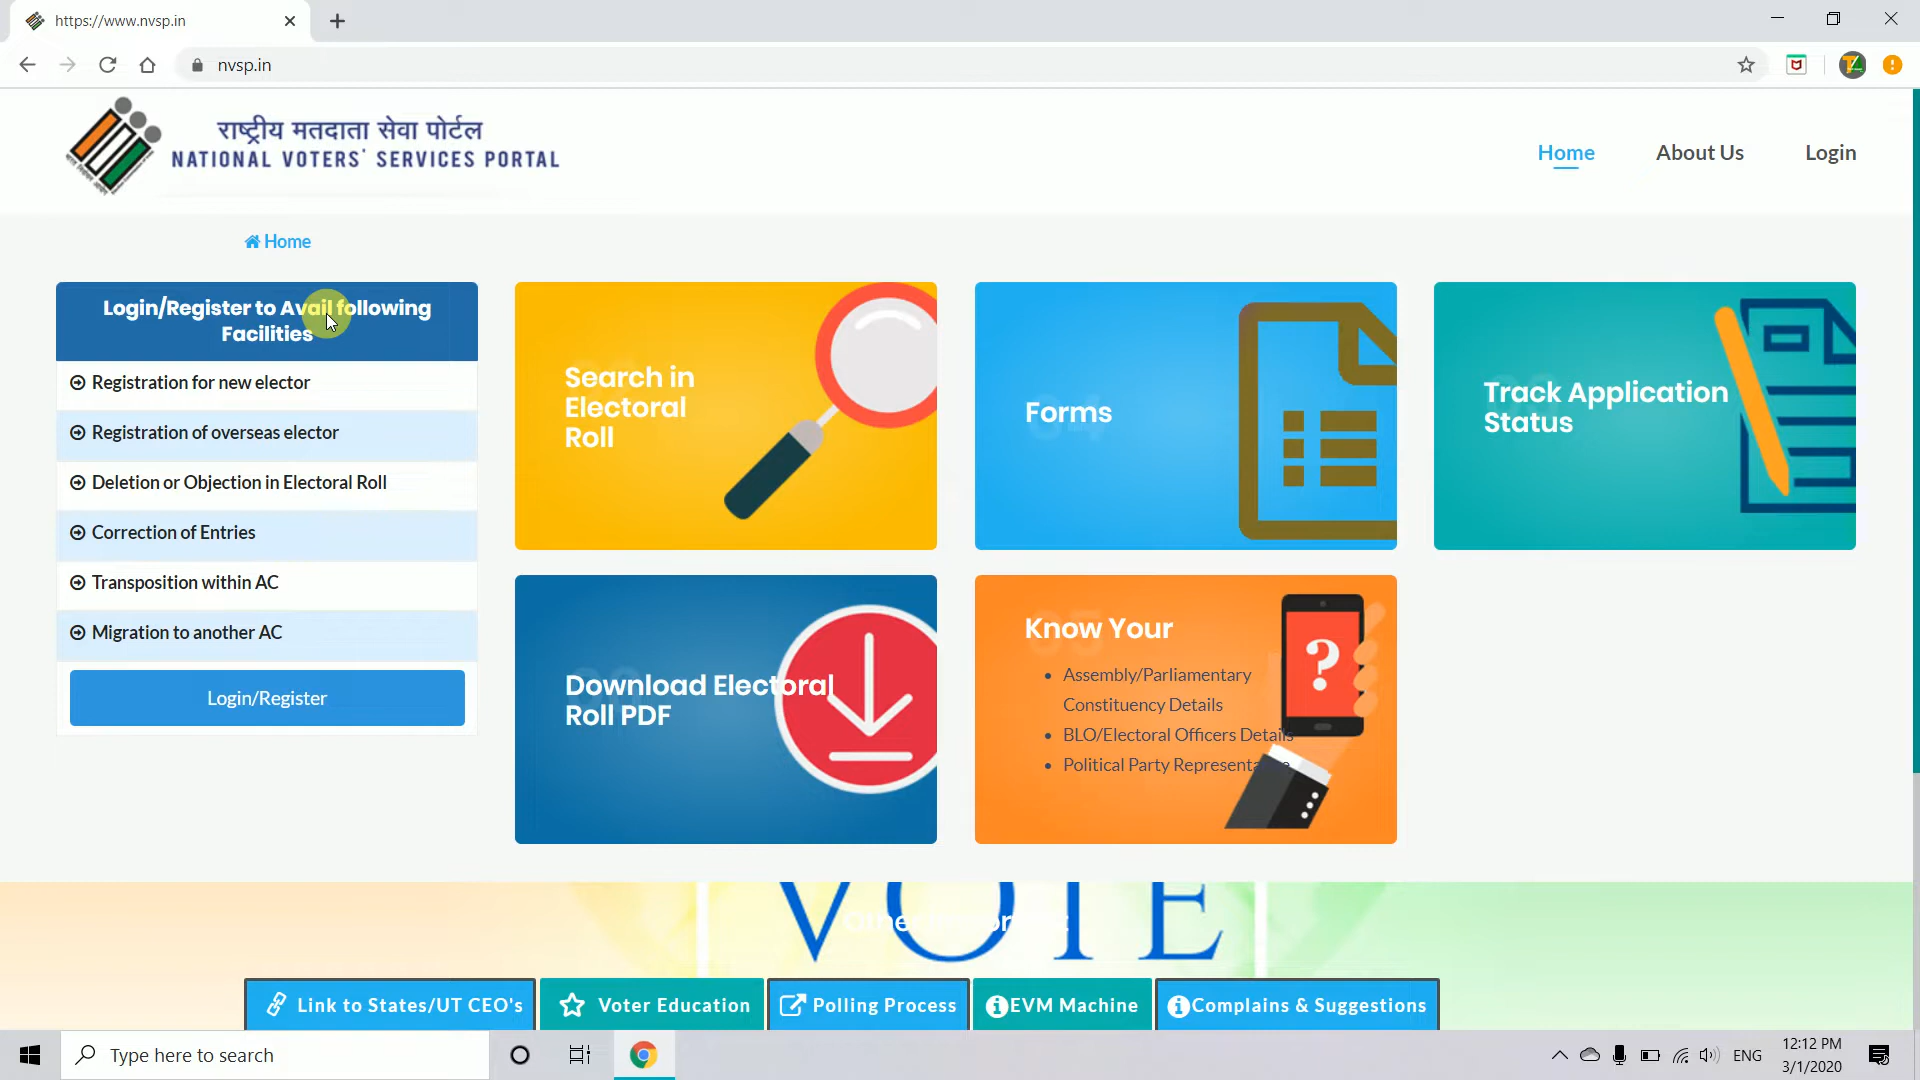 https://www.nvsp.in
nvsp.in
राष्ट्रीय मतदाता सेवा पोर्टल
NATIONAL VOTERS' SERVICES PORTAL
Home
About Us
Login
Home
Login/Register to Avail following
Facilities
Registration for new elector
Registration of overseas elector
Deletion or Objection in Electoral Roll
Correction of Entries
Transposition within AC
Migration to another AC
Login/Register
Search in
Electoral
Roll
Forms
Track Application
Status
Download Electoral
Roll PDF
Know Your
Assembly/Parliamentary
Constituency Details
BLO/Electoral Officers Details
Political Party
VOTE
Link to States/UT CEO's
Voter Education
Polling Process
EVM Machine
Complains & Suggestions
Type here to search
ENG
12:12 PM
3/1/2020